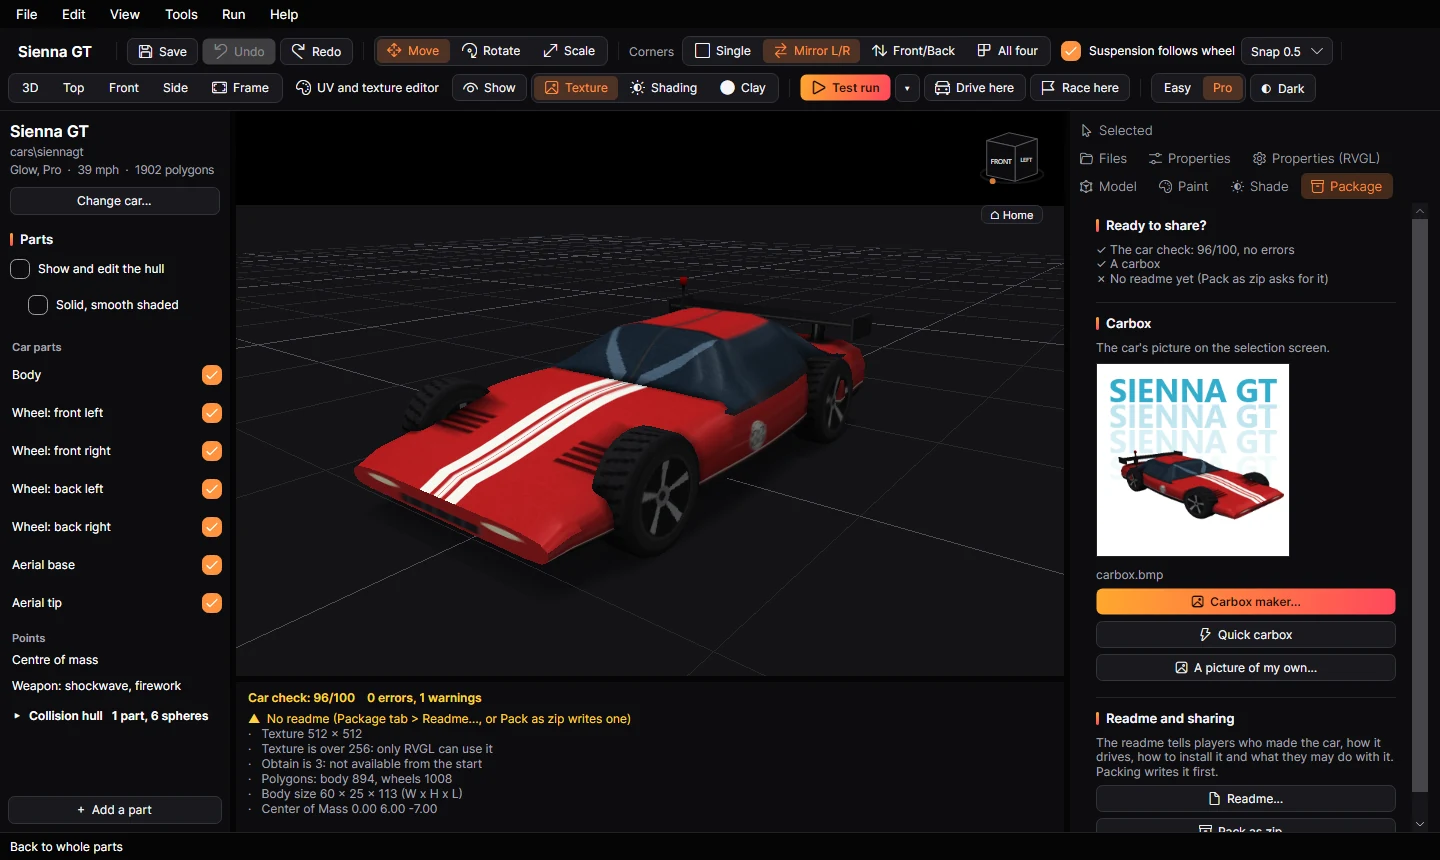 File Edit View Tools Run Help
Sienna GT Save Undo Redo Move Rotate Scale Corners Single Mirror L/R Front/Back All four Suspension follows wheel Snap 0.5
3D Top Front Side Frame UV and texture editor Show Texture Shading Clay Test run Drive here Race here Easy Pro Dark
Sienna GT
cars\siennagt
Glow, Pro · 39 mph · 1902 polygons
Change car...
Parts
Show and edit the hull
Solid, smooth shaded
Car parts
Body
Wheel: front left
Wheel: front right
Wheel: back left
Wheel: back right
Aerial base
Aerial tip
Points
Centre of mass
Weapon: shockwave, firework
Collision hull 1 part, 6 spheres
+ Add a part
Back to whole parts
FRONT LEFT
Home
Car check: 96/100 0 errors, 1 warnings
No readme (Package tab > Readme..., or Pack as zip writes one)
· Texture 512 × 512
· Texture is over 256: only RVGL can use it
· Obtain is 3: not available from the start
· Polygons: body 894, wheels 1008
· Body size 60 × 25 × 113 (W x H x L)
· Center of Mass 0.00 6.00 -7.00
Selected
Files Properties Properties (RVGL)
Model Paint Shade Package
Ready to share?
✓ The car check: 96/100, no errors
✓ A carbox
× No readme yet (Pack as zip asks for it)
Carbox
The car's picture on the selection screen.
SIENNA GT
SIENNA GT
SIENNA GT
carbox.bmp
Carbox maker...
Quick carbox
A picture of my own...
Readme and sharing
The readme tells players who made the car, how it
drives, how to install it and what they may do with it.
Packing writes it first.
Readme...
Pack as zip